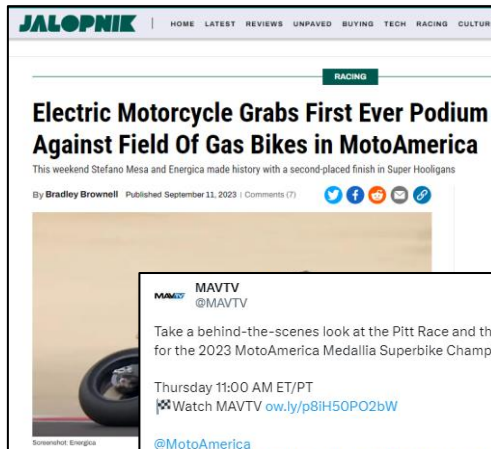 JALOPNIK
HOME LATEST REVIEWS UNPAVED BUYING TECH RACING CULTUR
RACING
Electric Motorcycle Grabs First Ever Podium
Against Field Of Gas Bikes in MotoAmerica
This weekend Stefano Mesa and Energica made history with a second-placed finish in Super Hooligans
By Bradley Brownell Published September 11, 2023 | Comments (7)
MAVTV
MAVTV
@MAVTV
Take a behind-the-scenes look at the Pitt Race and th
for the 2023 MotoAmerica Medallia Superbike Champ
Thursday 11:00 AM ET/PT
Watch MAVTV ow.ly/p8iH50PO2bW
@MotoAmerica
Screenshot: Energica